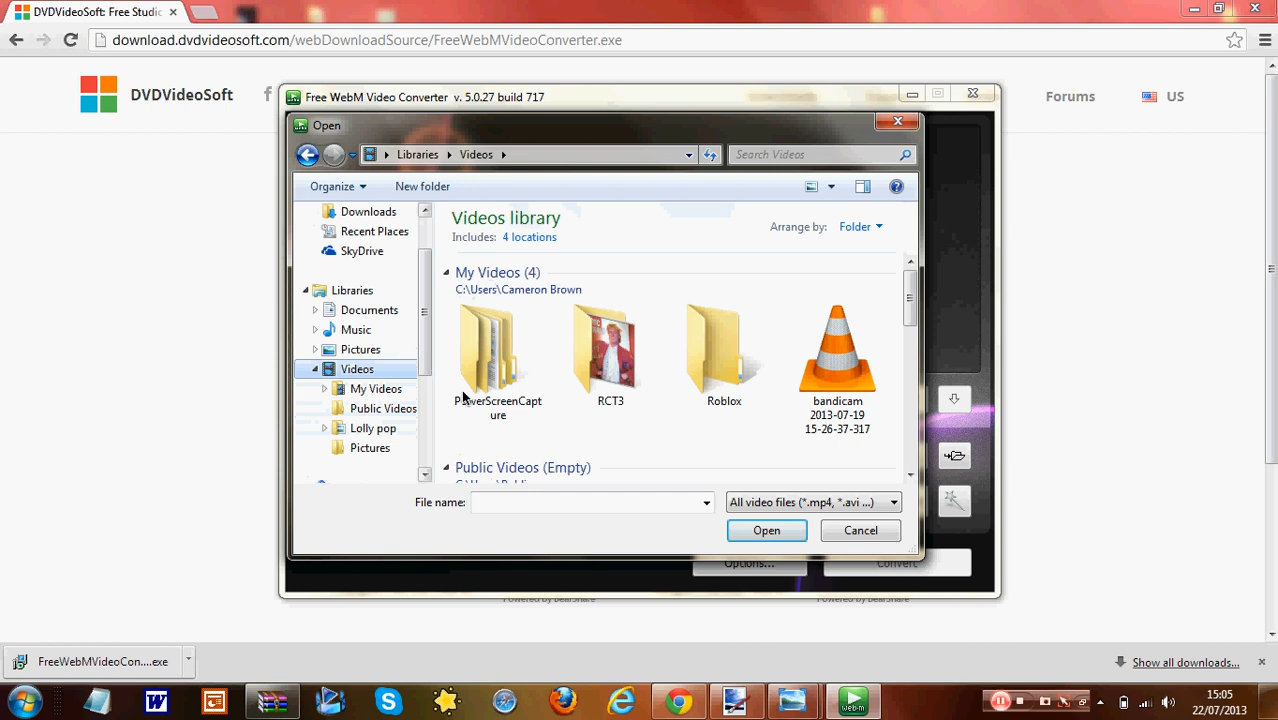 DVDVideoSoft: Free Studic
download.dvdvideosoft.com/webDownloadSource/FreeWebMVideoConverter.exe
DVDVideoSoft
Forums
US
Free WebM Video Converter v. 5.0.27 build 717
Open
Libraries
Videos
Search Videos
Organize
New folder
Downloads
Recent Places
SkyDrive
Libraries
Documents
Music
Pictures
Videos
My Videos
Public Videos
Lolly pop
Pictures
Videos library
Includes: 4 locations
Arrange by: Folder
My Videos (4)
C:\Users\Cameron Brown
PowerScreenCapt
ure
RCT3
Roblox
bandicam
2013-07-19
15-26-37-317
Public Videos (Empty)
File name:
All video files (*.mp4, *.avi ...)
Open
Cancel
Options...
Convert
Powered by BearShare
Powered by BearShare
FreeWebMVideoCon....exe
Show all downloads...
web·m
15:05
22/07/2013